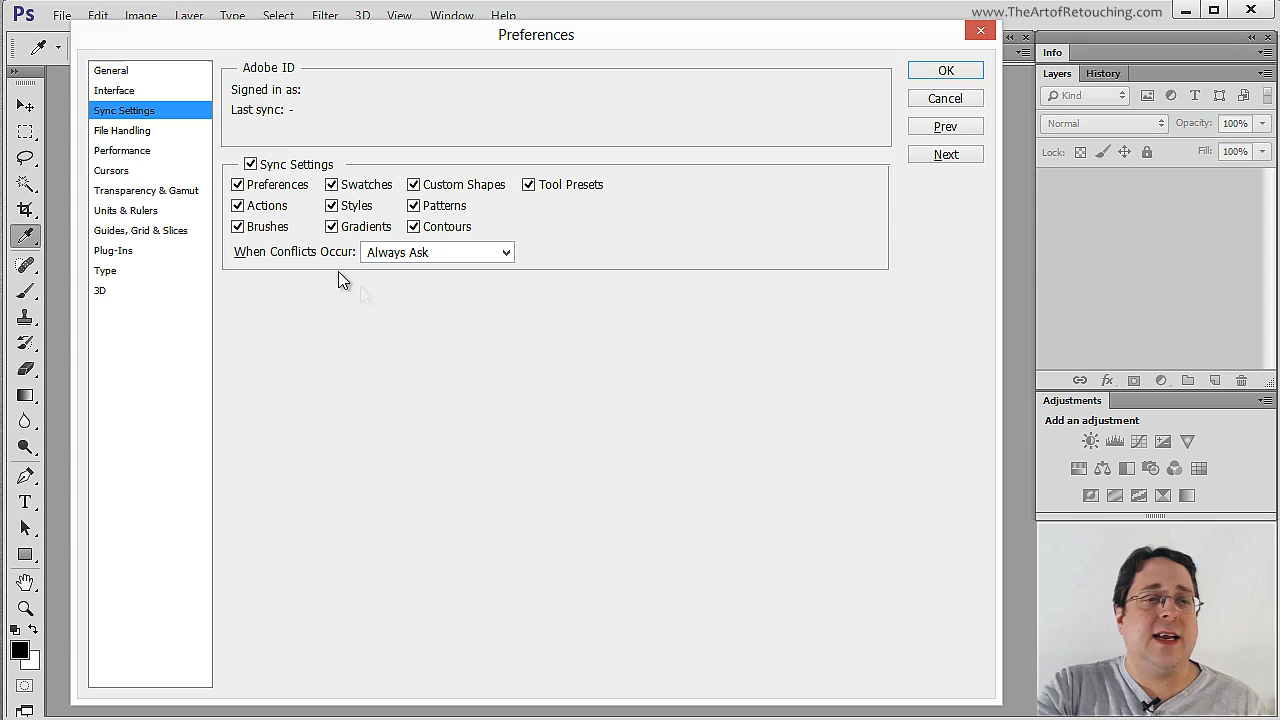 www.TheArtofRetouching.com
Ps File Edit Image Layer Type Select Filter 3D View Window Help
Preferences
General
Interface
Sync Settings
File Handling
Performance
Cursors
Transparency & Gamut
Units & Rulers
Guides, Grid & Slices
Plug-Ins
Type
3D
Adobe ID
Signed in as:
Last sync: -
Sync Settings
Preferences Swatches Custom Shapes Tool Presets
Actions Styles Patterns
Brushes Gradients Contours
When Conflicts Occur: Always Ask
OK
Cancel
Prev
Next
Info
Layers History
Kind
Normal Opacity: 100%
Lock: Fill: 100%
fx
Adjustments
Add an adjustment